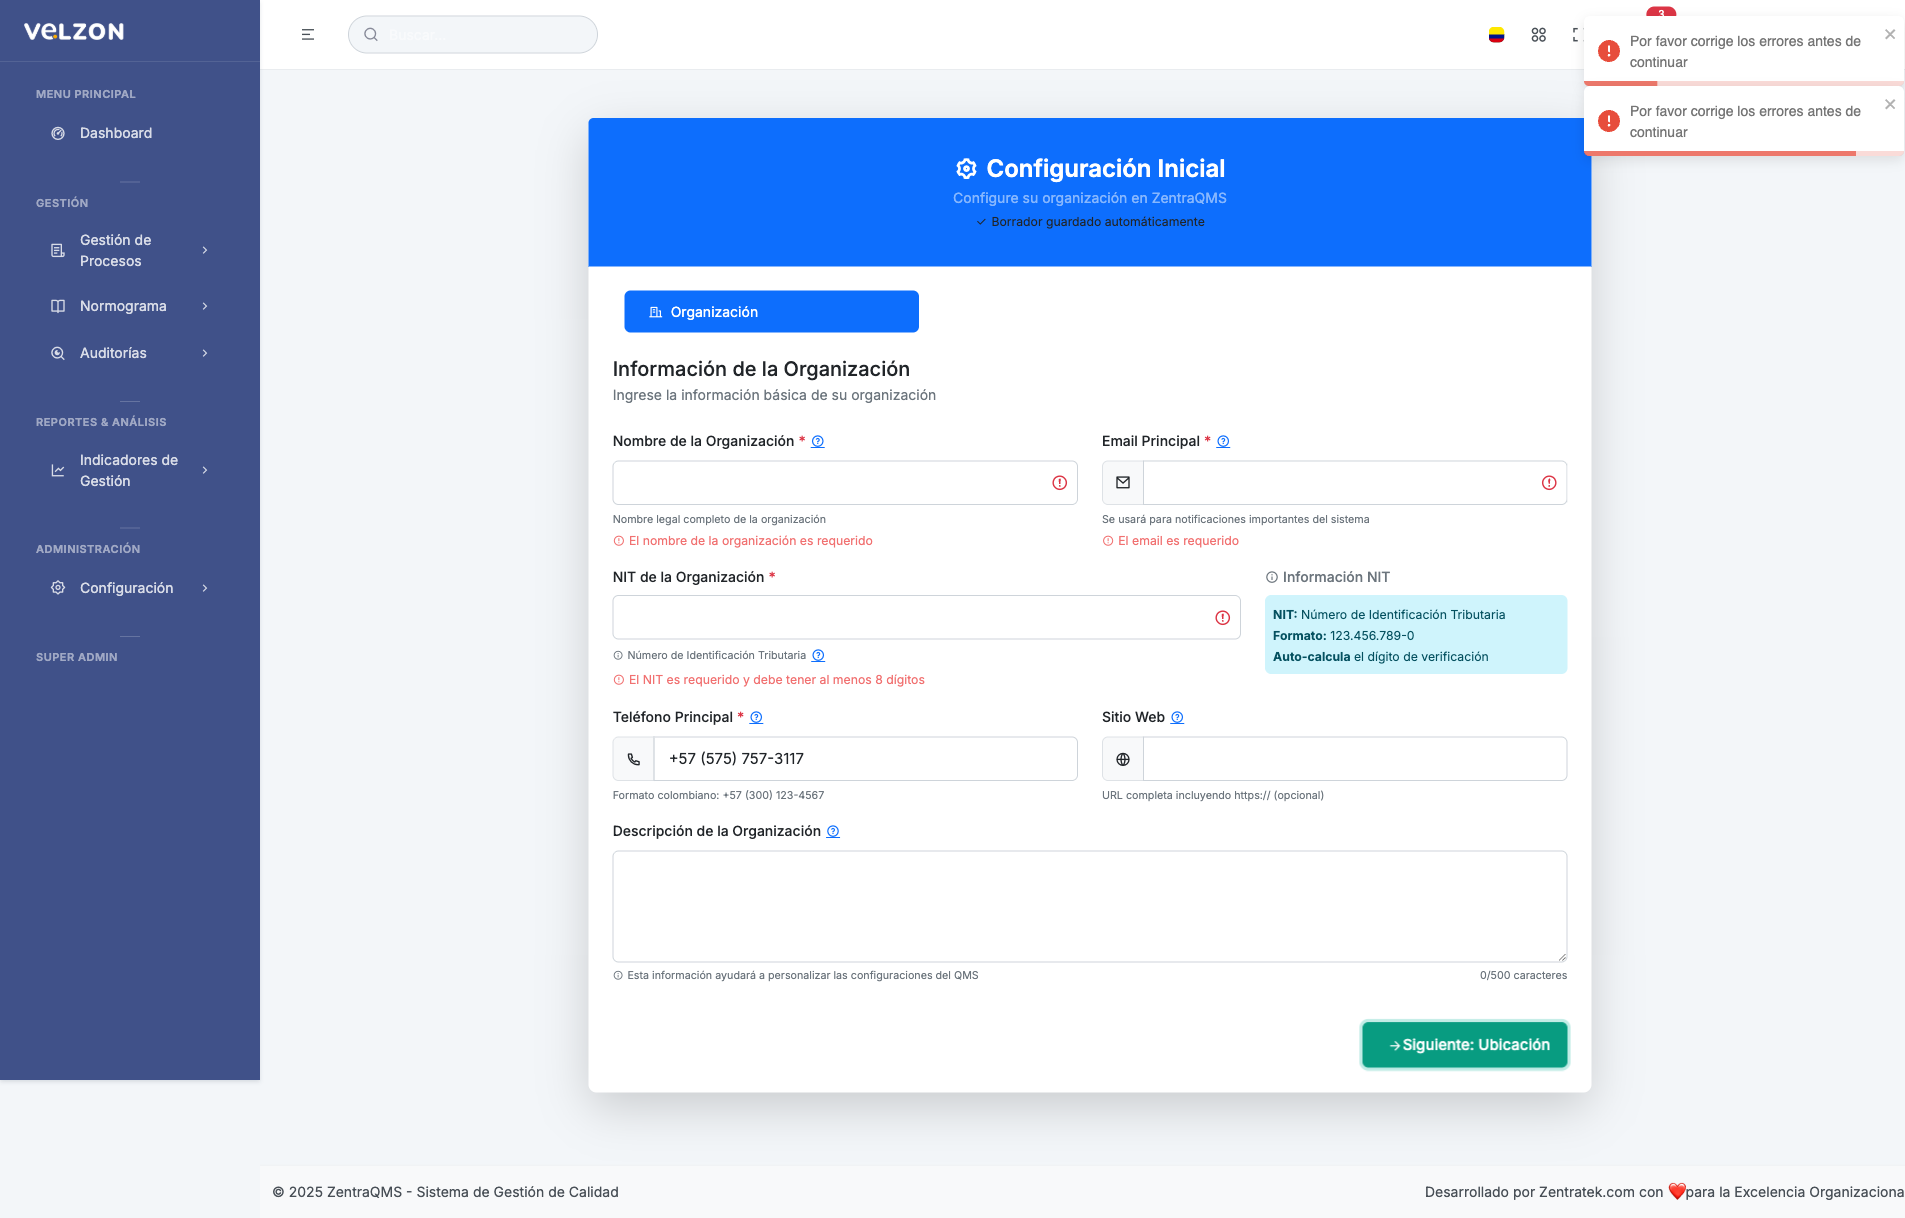 VELZON
MENU PRINCIPAL
Dashboard
GESTIÓN
Gestión de
Procesos
Normograma
Auditorías
REPORTES & ANÁLISIS
Indicadores de
Gestión
ADMINISTRACIÓN
Configuración
SUPER ADMIN
Buscar...
3
Por favor corrige los errores antes de
continuar
Por favor corrige los errores antes de
continuar
Configuración Inicial
Configure su organización en ZentraQMS
Borrador guardado automáticamente
Organización
Información de la Organización
Ingrese la información básica de su organización
Nombre de la Organización *
Nombre legal completo de la organización
El nombre de la organización es requerido
Email Principal *
Se usará para notificaciones importantes del sistema
El email es requerido
NIT de la Organización *
Número de Identificación Tributaria
El NIT es requerido y debe tener al menos 8 dígitos
Información NIT
NIT: Número de Identificación Tributaria
Formato: 123.456.789-0
Auto-calcula el dígito de verificación
Teléfono Principal *
+57 (575) 757-3117
Formato colombiano: +57 (300) 123-4567
Sitio Web
URL completa incluyendo https:// (opcional)
Descripción de la Organización
Esta información ayudará a personalizar las configuraciones del QMS
0/500 caracteres
→Siguiente: Ubicación
© 2025 ZentraQMS - Sistema de Gestión de Calidad
Desarrollado por Zentratek.com con ❤️para la Excelencia Organizaciona